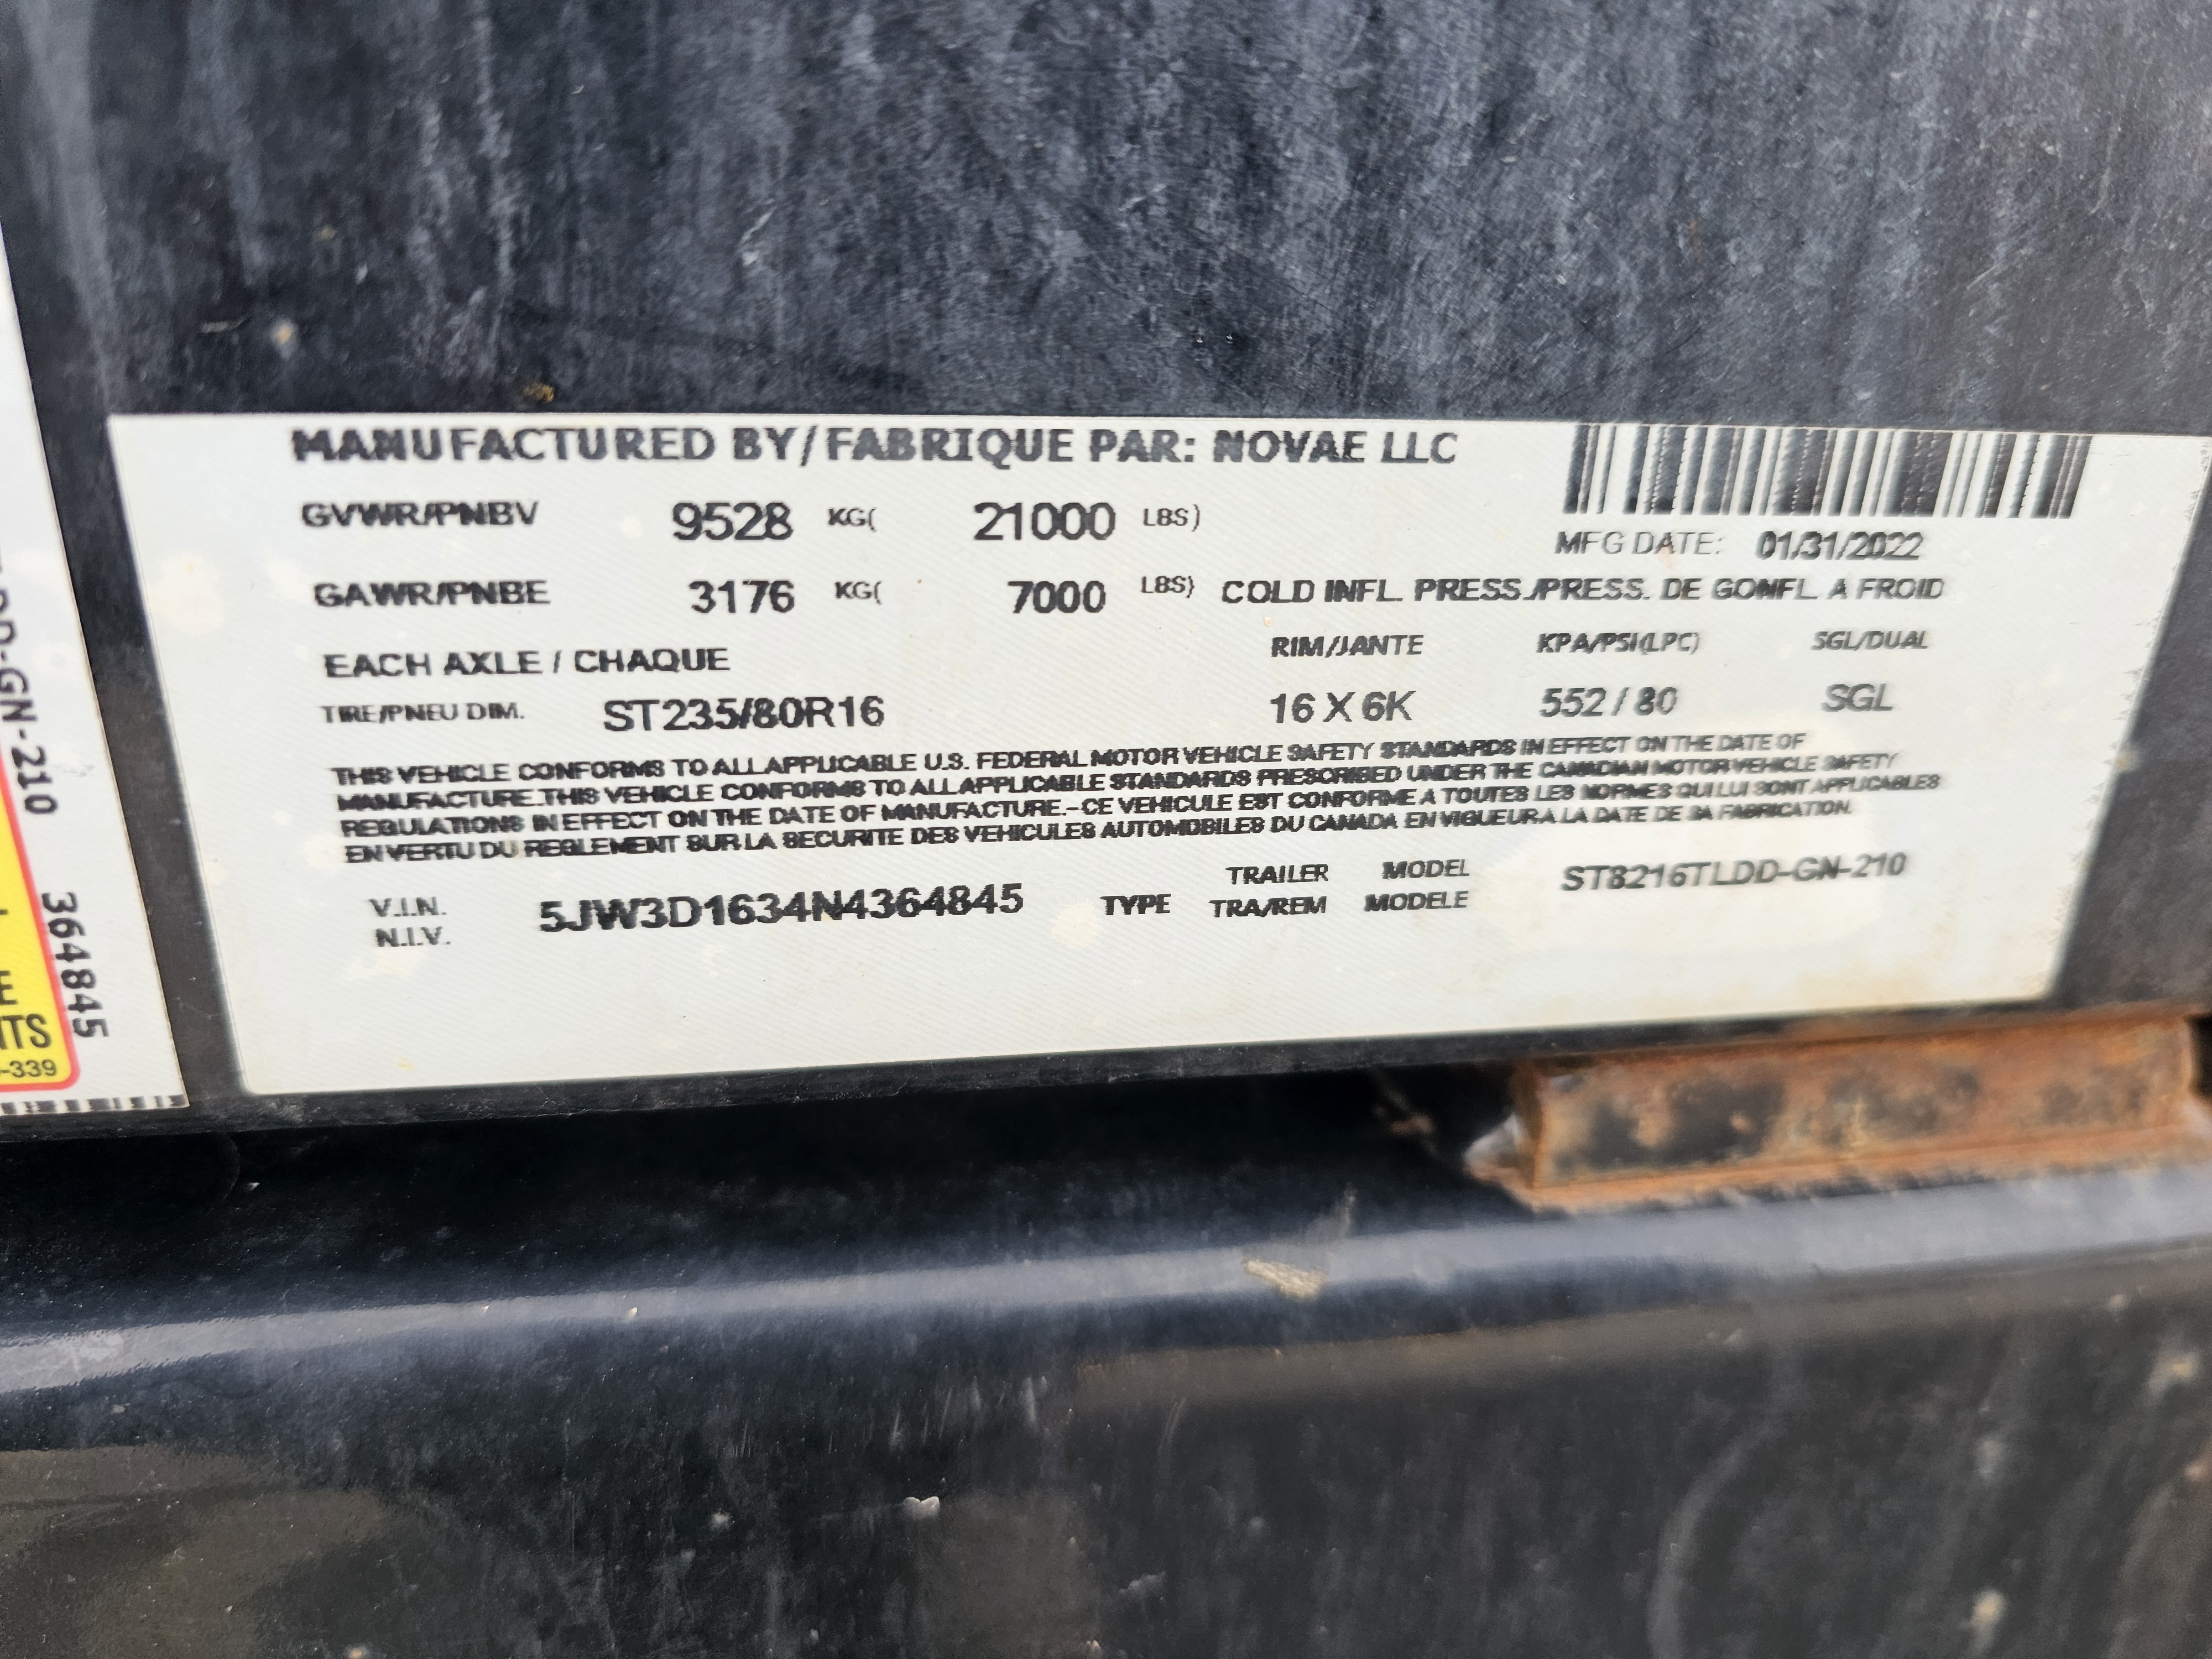 MANUFACTURED BY/FABRIQUE PAR: NOVAE LLC
GVWR/PNBV 9528 KG( 21000 LBS)
MFG DATE: 01/31/2022
GAWR/PNBE 3176 KG( 7000 LBS) COLD INFL. PRESS./PRESS. DE GONFL. A FROID
EACH AXLE / CHAQUE RIM/JANTE KPA/PSI(LPC) SGL/DUAL
TIRE/PNEU DIM. ST235/80R16 16 X 6K 552 / 80 SGL
THIS VEHICLE CONFORMS TO ALL APPLICABLE U.S. FEDERAL MOTOR VEHICLE SAFETY STANDARDS IN EFFECT ON THE DATE OF
MANUFACTURE. THIS VEHICLE CONFORMS TO ALL APPLICABLE STANDARDS PRESCRIBED UNDER THE CANADIAN MOTOR VEHICLE SAFETY
REGULATIONS IN EFFECT ON THE DATE OF MANUFACTURE.- CE VEHICULE EST CONFORME A TOUTES LES NORMES QUI LUI SONT APPLICABLES
EN VERTU DU REGLEMENT SUR LA SECURITE DES VEHICULES AUTOMOBILES DU CANADA EN VIGUEUR A LA DATE DE SA FABRICATION.
V.I.N. 5JW3D1634N4364845 TYPE TRAILER MODEL ST8216TLDD-GN-210
N.I.V. TRA/REM MODELE
-GN-210
364845
-339